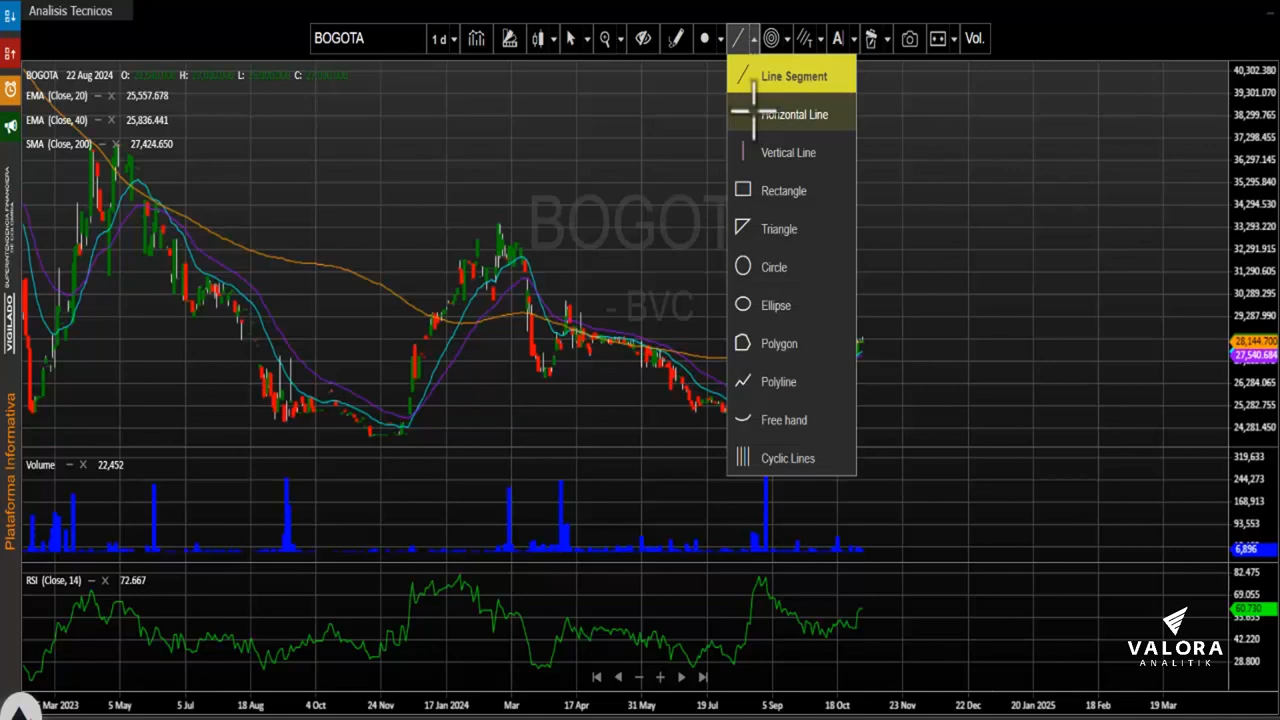 Analisis Tecnicos
BOGOTA
1 d
A
Vol.
BOGOTA 22 Aug 2024 O: H: L: C:
EMA (Close, 20) − X 25,557.678
EMA (Close, 40) − X 25,836.441
SMA (Close, 200) − X 27,424.650
BOGOT
- BVC
Line Segment
Horizontal Line
Vertical Line
Rectangle
Triangle
Circle
Ellipse
Polygon
Polyline
Free hand
Cyclic Lines
40,302.380
39,301.070
38,299.765
37,298.455
36,297.145
35,295.840
34,294.530
33,293.220
32,291.915
31,290.605
30,289.295
29,287.990
28,144.700
27,540.684
26,284.065
25,282.755
24,281.450
Volume − X 22,452
319,633
244,273
168,913
93,553
6,896
RSI (Close, 14) − X 72.667
82.475
69.055
60.730
42.220
28.800
Mar 2023
5 May
5 Jul
18 Aug
4 Oct
24 Nov
17 Jan 2024
Mar
17 Apr
31 May
19 Jul
5 Sep
18 Oct
23 Nov
22 Dec
20 Jan 2025
18 Feb
19 Mar
SUPERINTENDENCIA FINANCIERA
DE COLOMBIA
VIGILADO
Plataforma Informativa
VALORA
ANALITIK